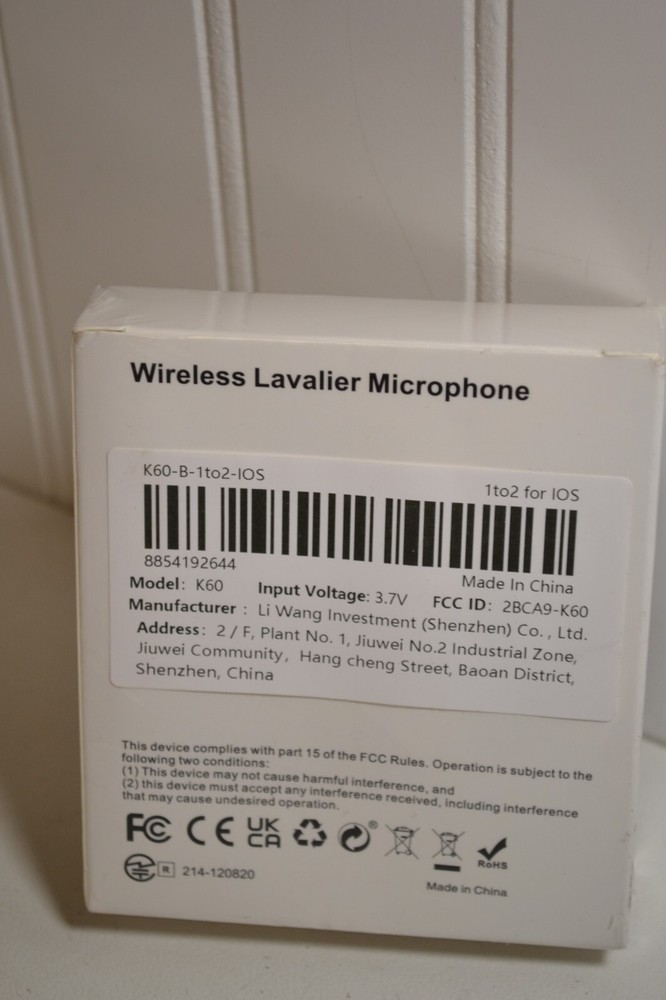 Wireless Lavalier Microphone
K60-B-1to2-IOS
1to2 for IOS
8854192644
Made In China
Model: K60 Input Voltage: 3.7V FCC ID: 2BCA9-K60
Manufacturer : Li Wang Investment (Shenzhen) Co., Ltd.
Address: 2 / F, Plant No. 1, Jiuwei No.2 Industrial Zone,
Jiuwei Community, Hang cheng Street, Baoan District,
Shenzhen, China
This device complies with part 15 of the FCC Rules. Operation is subject to the
following two conditions:
(1) This device may not cause harmful interference, and
(2) this device must accept any interference received, including interference
that may cause undesired operation.
FC CE UK CA ® RoHS
R 214-120820
Made in China